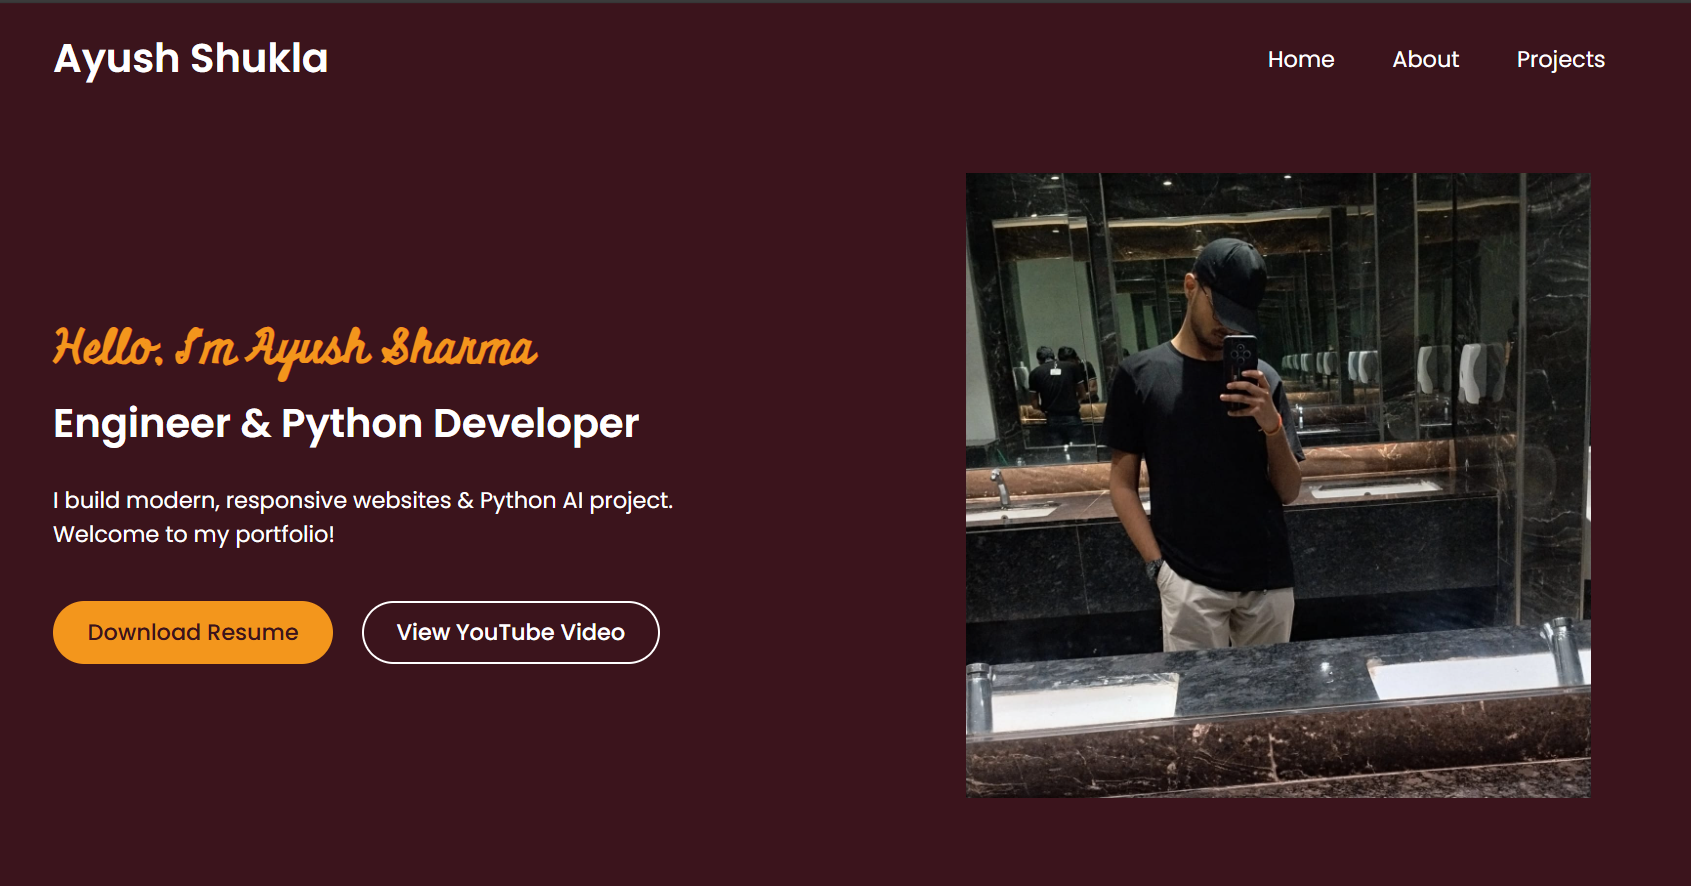 Ayush Shukla
Home About Projects
Hello, I'm Ayush Sharma
Engineer & Python Developer
I build modern, responsive websites & Python AI project.
Welcome to my portfolio!
Download Resume
View YouTube Video